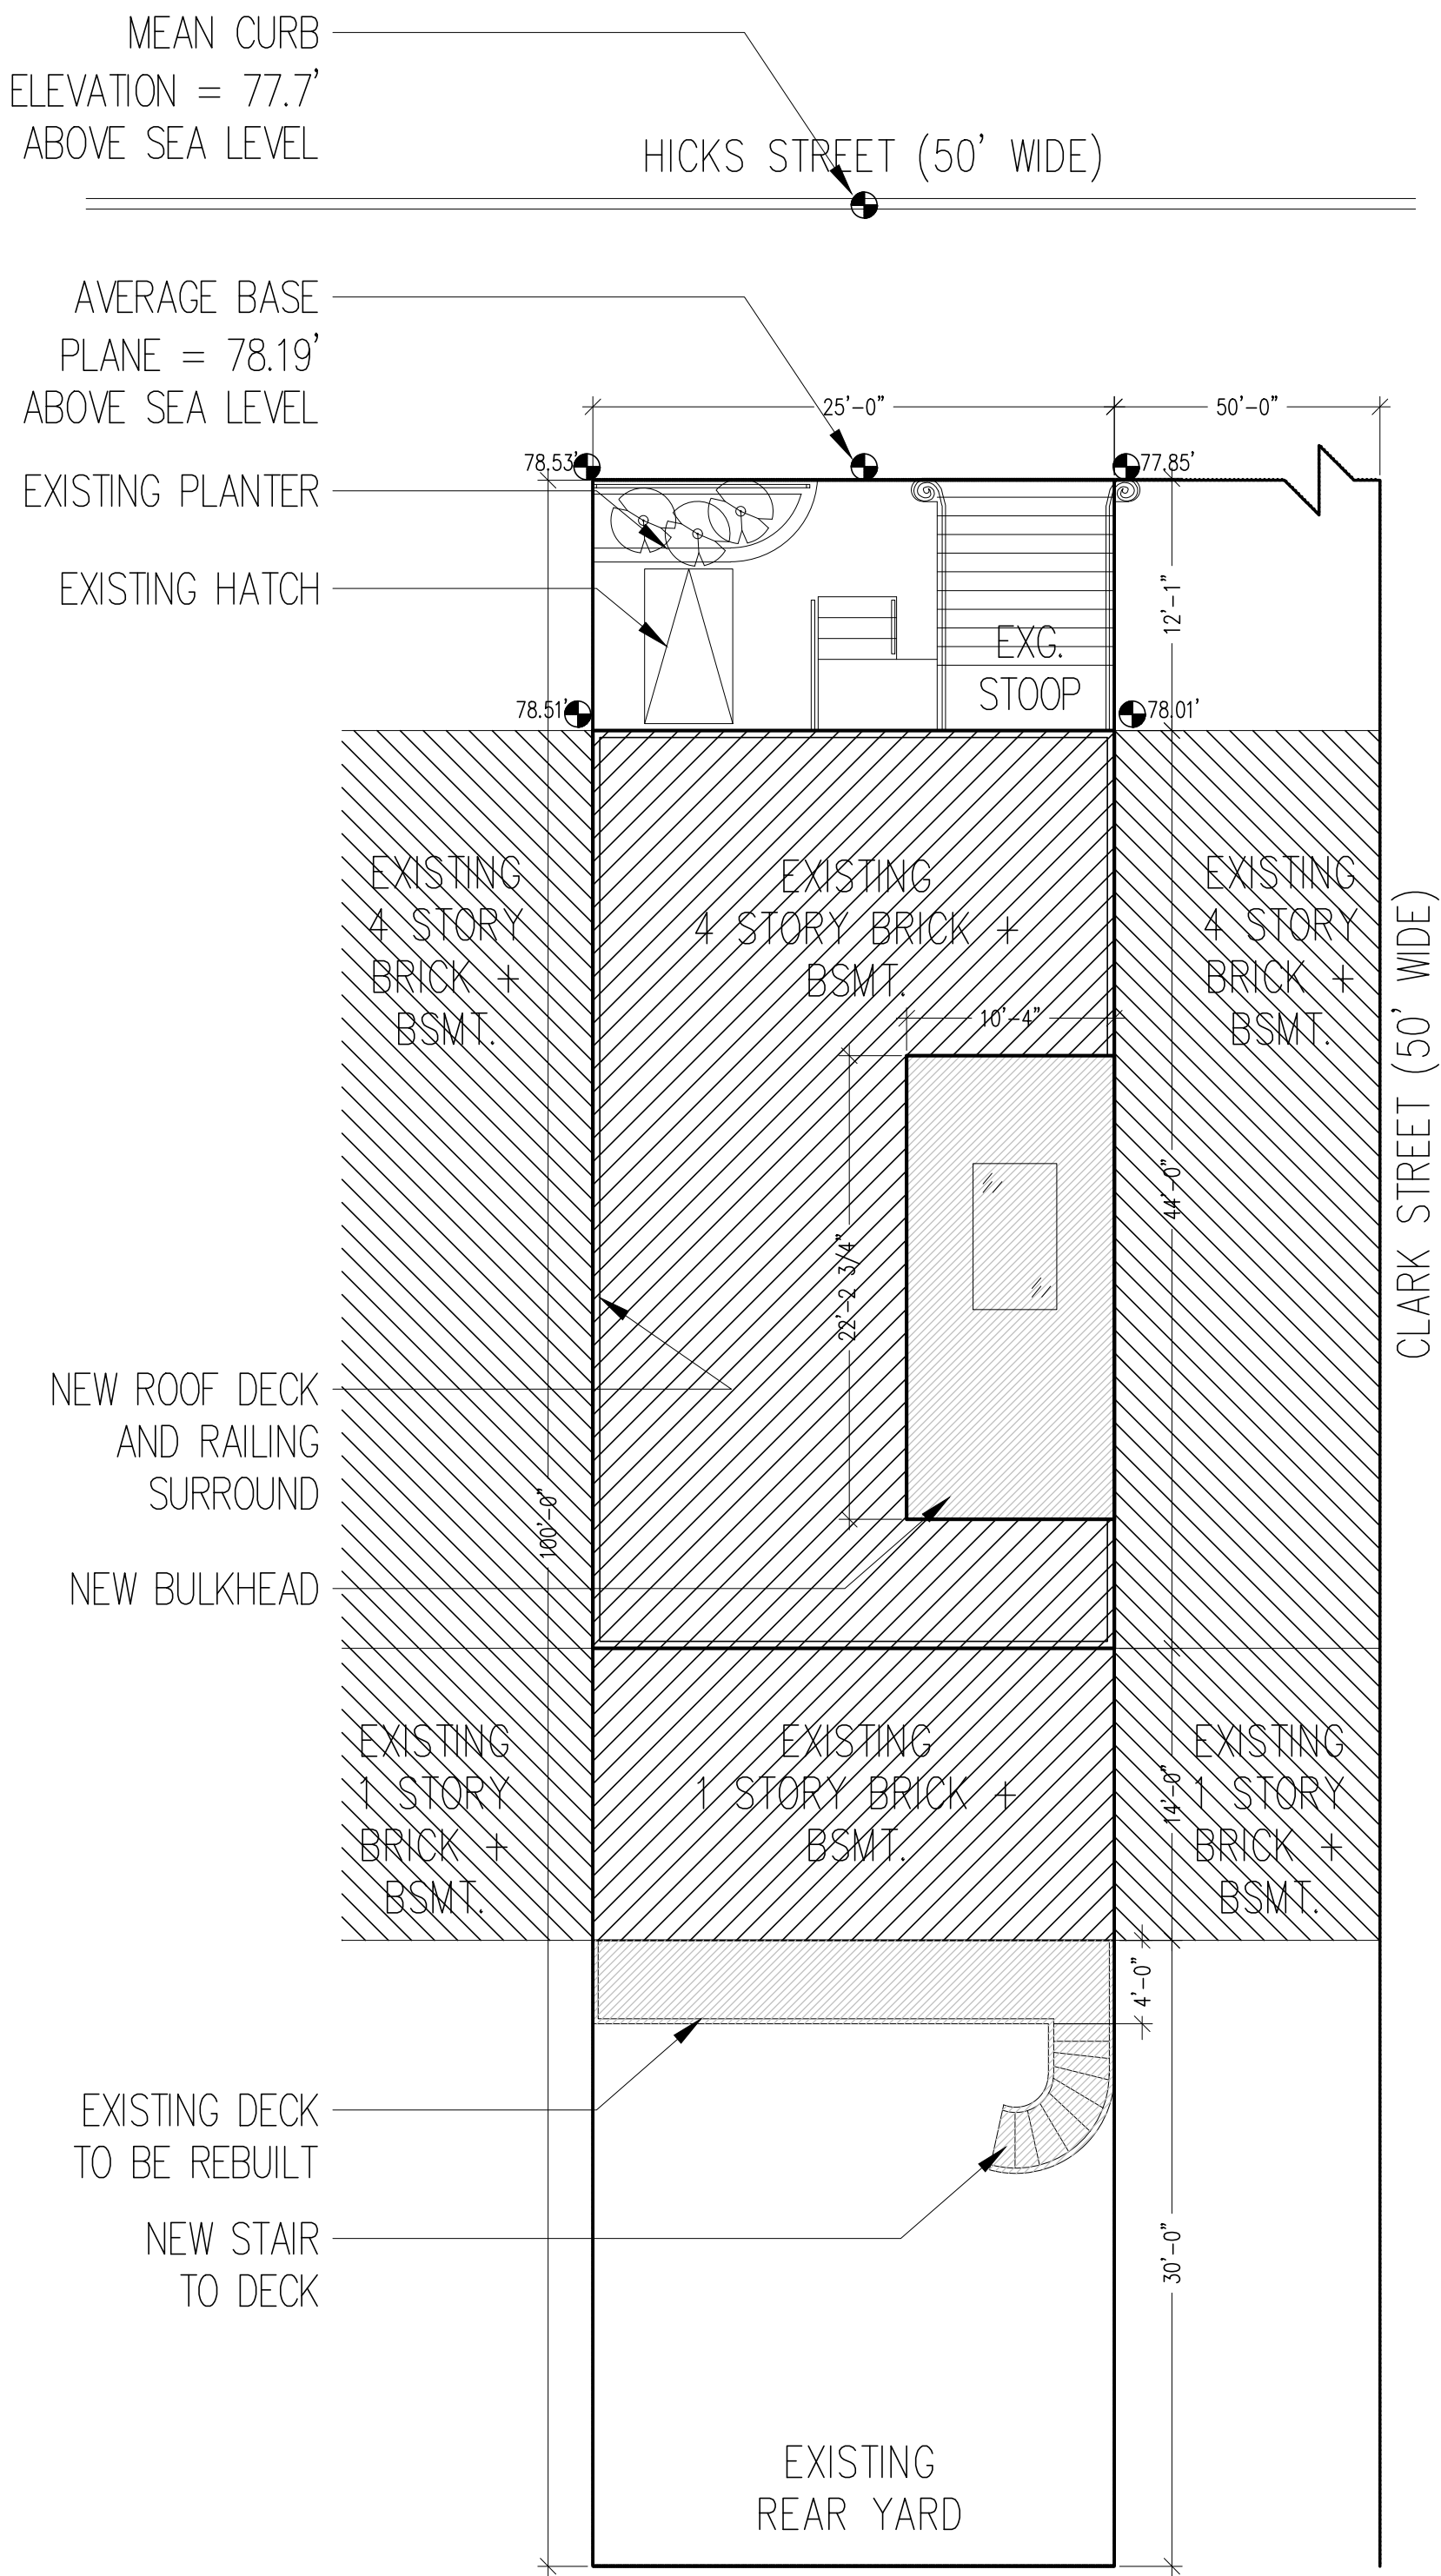 MEAN CURB
ELEVATION = 77.7'
ABOVE SEA LEVEL
HICKS STREET (50' WIDE)
AVERAGE BASE
PLANE = 78.19'
ABOVE SEA LEVEL
25'-0"
50'-0"
78.53'
77.85'
EXISTING PLANTER
EXISTING HATCH
12'-1"
EXG.
STOOP
78.51'
78.01'
EXISTING
4 STORY
BRICK +
BSMT.
EXISTING
4 STORY BRICK +
BSMT.
EXISTING
4 STORY
BRICK +
BSMT.
CLARK STREET (50' WIDE)
10'-4"
22'-2 3/4"
44'-0"
NEW ROOF DECK
AND RAILING
SURROUND
100'-0"
NEW BULKHEAD
EXISTING
1 STORY
BRICK +
BSMT.
EXISTING
1 STORY BRICK +
BSMT.
14'-0"
EXISTING
1 STORY
BRICK +
BSMT.
4'-0"
EXISTING DECK
TO BE REBUILT
NEW STAIR
TO DECK
30'-0"
EXISTING
REAR YARD